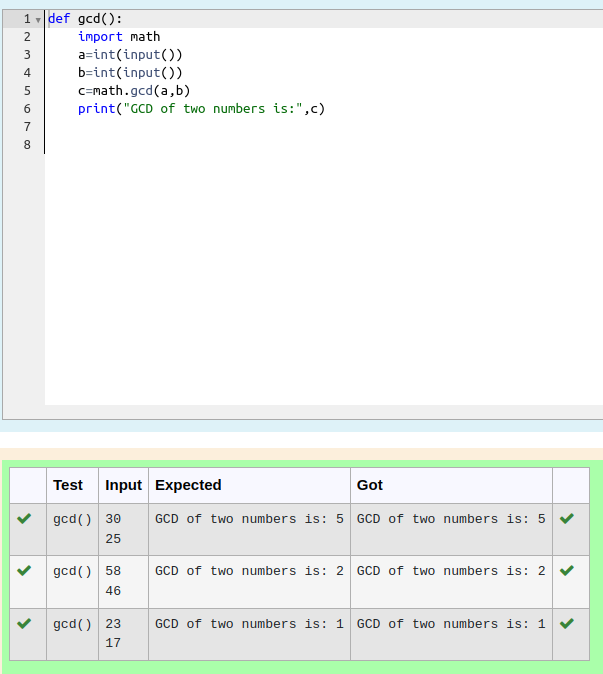 1 def gcd():
2     import math
3     a=int(input())
4     b=int(input())
5     c=math.gcd(a,b)
6     print("GCD of two numbers is:",c)
7
8
Test Input Expected Got
gcd() 30 GCD of two numbers is: 5 GCD of two numbers is: 5
25
gcd() 58 GCD of two numbers is: 2 GCD of two numbers is: 2
46
gcd() 23 GCD of two numbers is: 1 GCD of two numbers is: 1
17